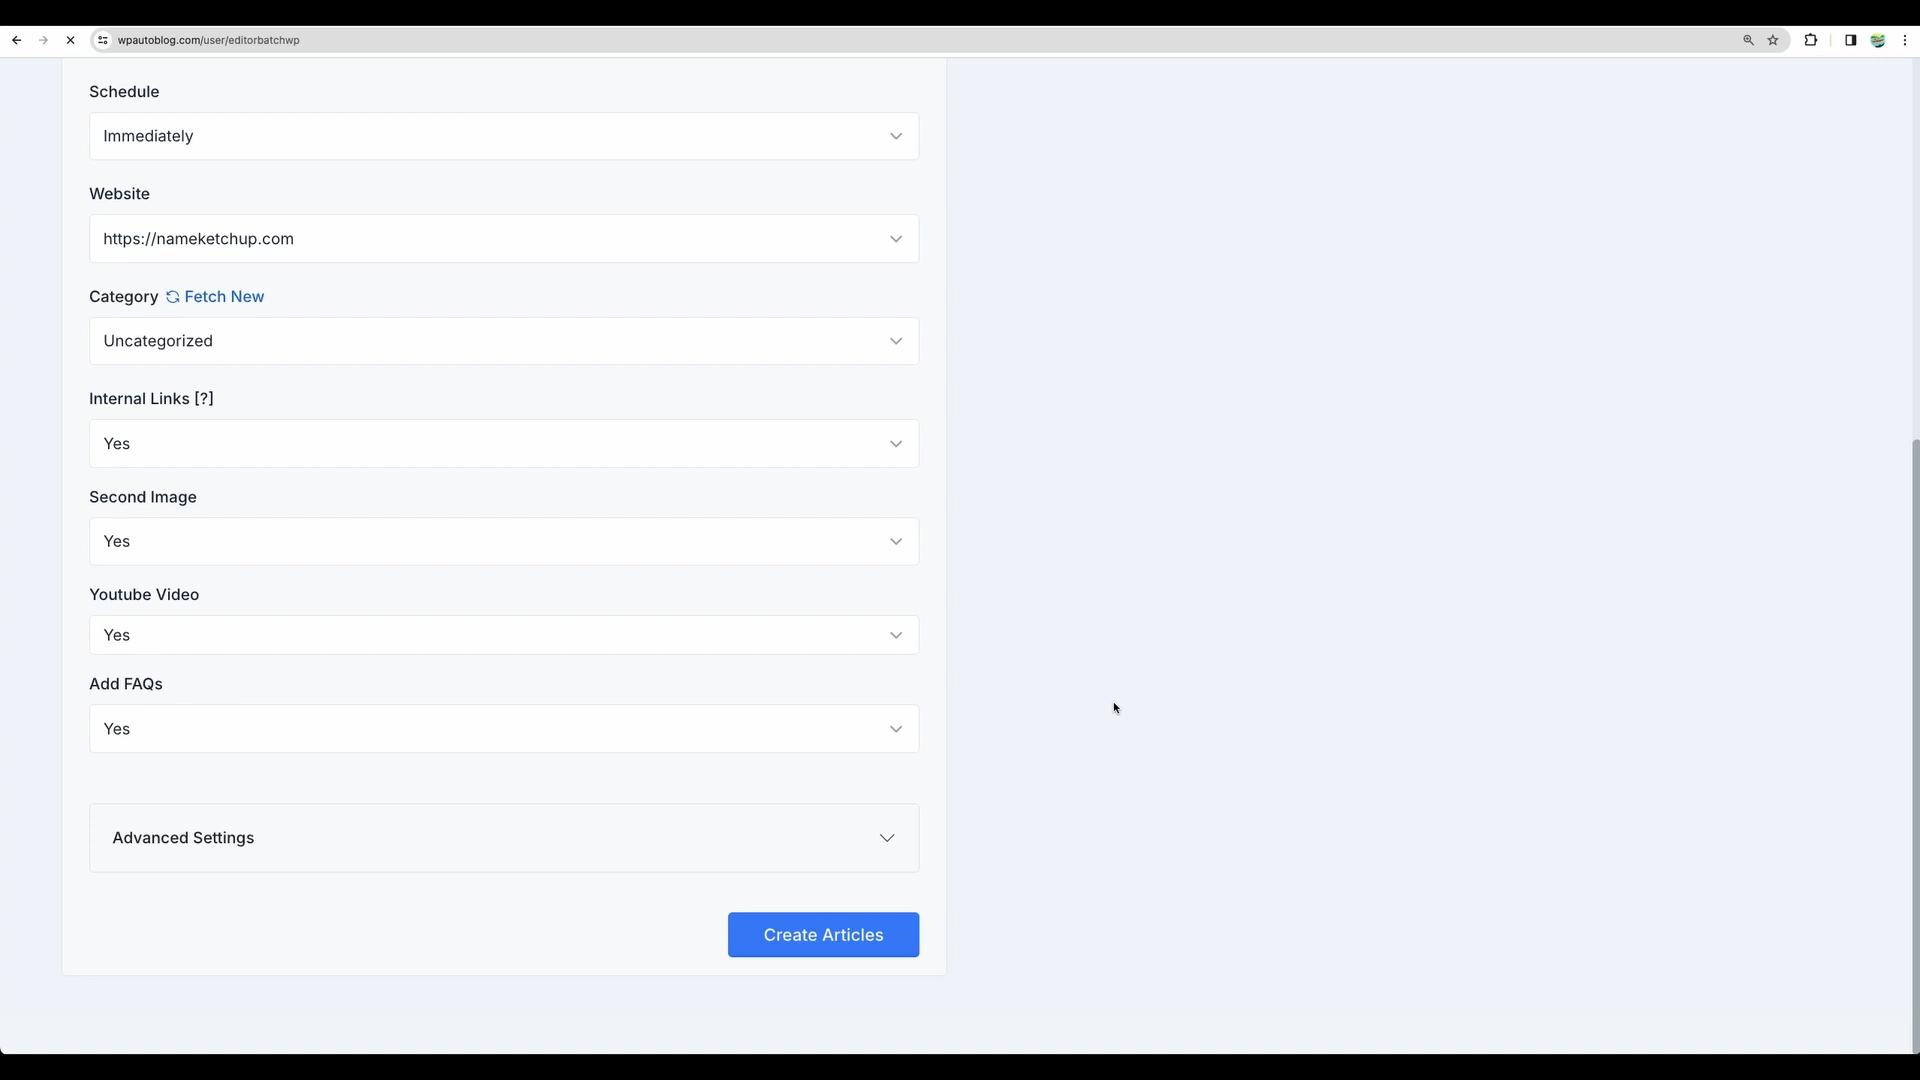 wpautoblog.com/user/editorbatchwp
Schedule
Immediately
Website
https://nameketchup.com
Category Fetch New
Uncategorized
Internal Links [?]
Yes
Second Image
Yes
Youtube Video
Yes
Add FAQs
Yes
Advanced Settings
Create Articles